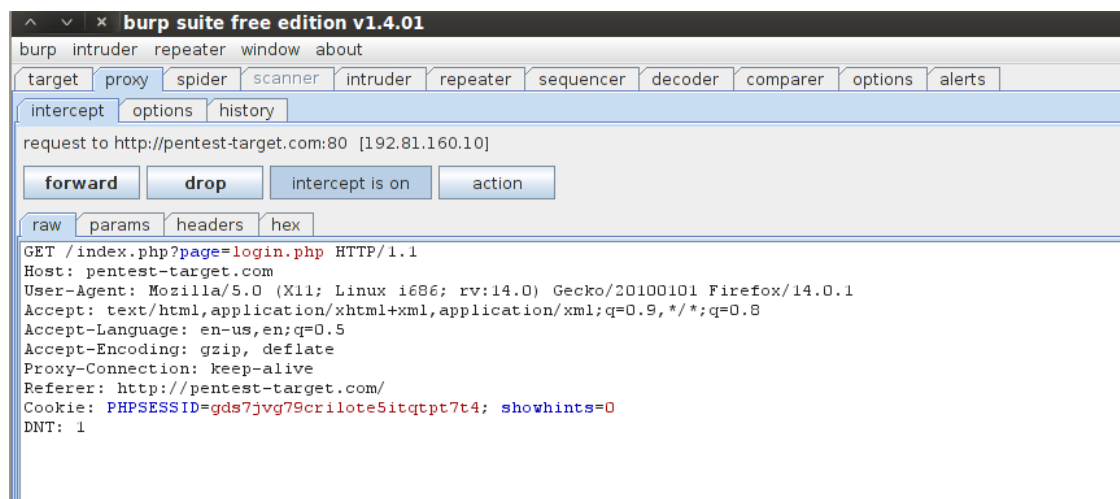 burp suite free edition v1.4.01
burp intruder repeater window about
target proxy spider scanner intruder repeater sequencer decoder comparer options alerts
intercept options history
request to http://pentest-target.com:80 [192.81.160.10]
forward drop intercept is on action
raw params headers hex
GET /index.php?page=login.php HTTP/1.1
Host: pentest-target.com
User-Agent: Mozilla/5.0 (X11; Linux i686; rv:14.0) Gecko/20100101 Firefox/14.0.1
Accept: text/html,application/xhtml+xml,application/xml;q=0.9,*/*;q=0.8
Accept-Language: en-us,en;q=0.5
Accept-Encoding: gzip, deflate
Proxy-Connection: keep-alive
Referer: http://pentest-target.com/
Cookie: PHPSESSID=gds7jvg79crilote5itqtpt7t4; showhints=0
DNT: 1